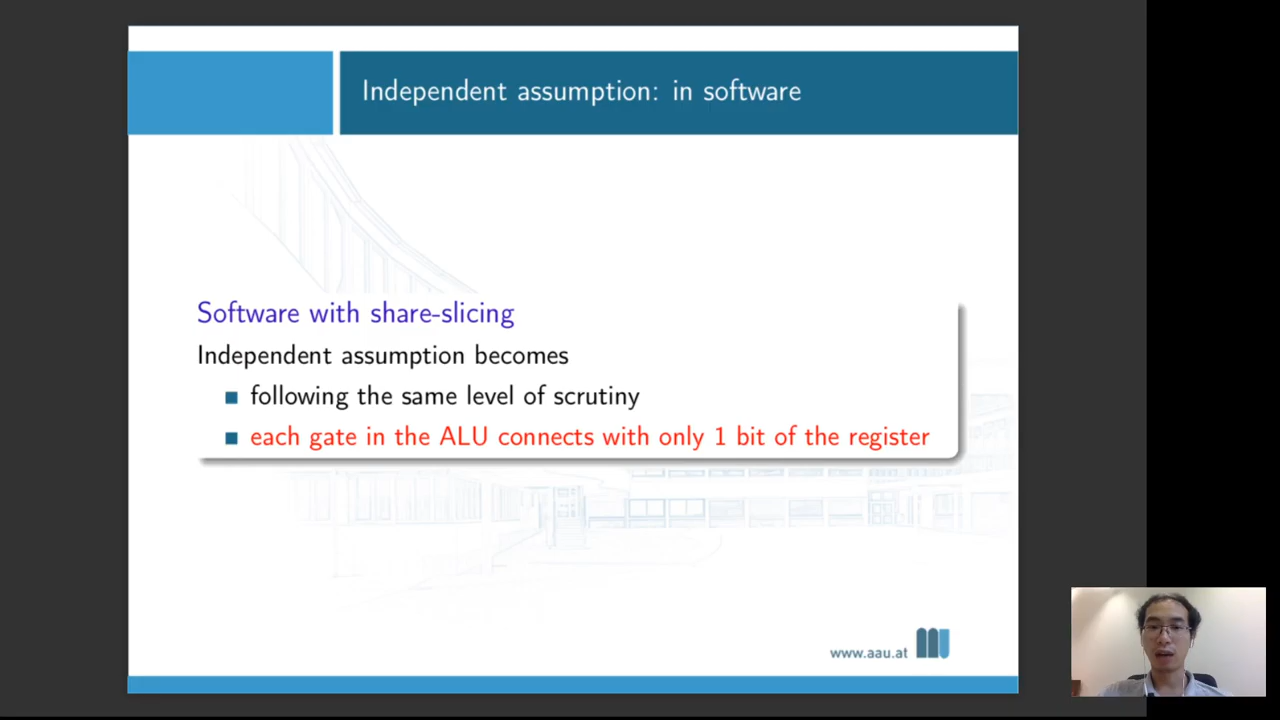 Independent assumption: in software
Software with share-slicing
Independent assumption becomes
following the same level of scrutiny
each gate in the ALU connects with only 1 bit of the register
www.aau.at